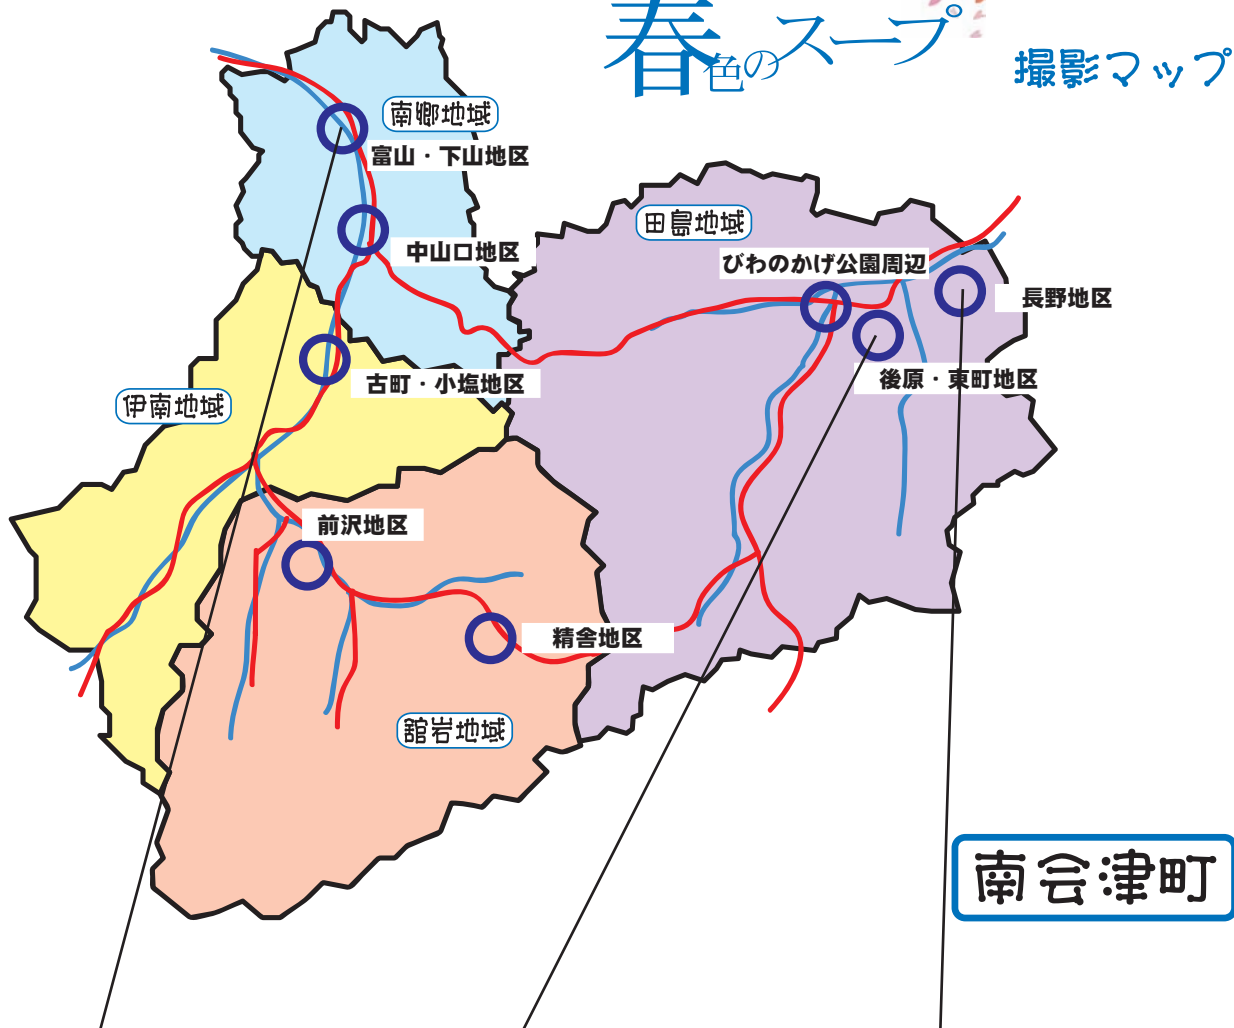 春色のスープ
撮影マップ
南郷地域
富山・下山地区
中山口地区
田島地域
びわのかげ公園周辺
長野地区
後原・東町地区
古町・小塩地区
伊南地域
前沢地区
精舎地区
舘岩地域
南会津町